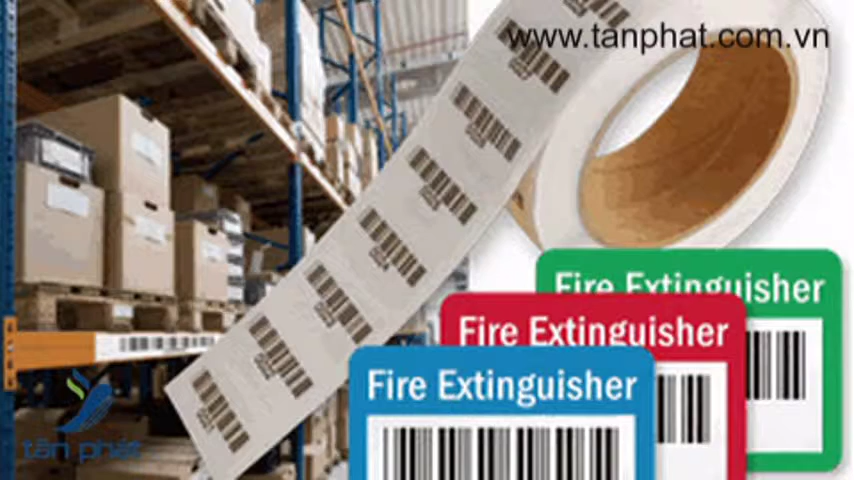 www.tanphat.com.vn
Fire Extinguisher
Fire Extinguisher
Fire Extinguisher
tân phát